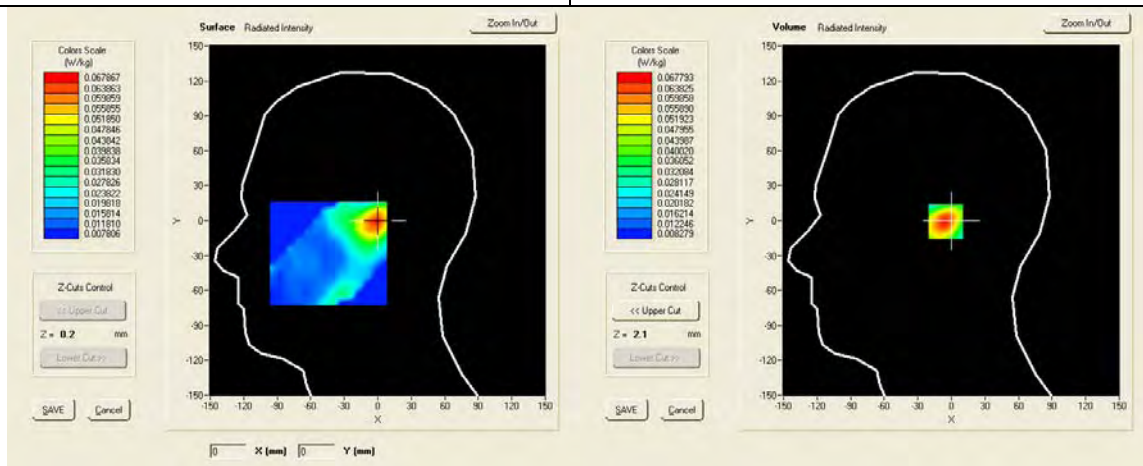 Surface Radiated Intensity
Zoom In/Out
Colors Scale
(W/kg)
0.067867
0.063863
0.059859
0.055855
0.051850
0.047846
0.043842
0.039838
0.035834
0.031830
0.027826
0.023822
0.019818
0.015814
0.011810
0.007806
Z-Cuts Control
<< Upper Cut
Z = 0.2 mm
Lower Cut >>
SAVE
Cancel
150
90
60
30
0
-30
-60
-90
-120
-150
Y
-150 -120 -90 -60 -30 0 30 60 90 120 150
X
0 X (mm) 0 Y (mm)
Volume Radiated Intensity
Zoom In/Out
Colors Scale
(W/kg)
0.067793
0.063825
0.059858
0.055890
0.051923
0.047955
0.043987
0.040020
0.036052
0.032084
0.028117
0.024149
0.020182
0.016214
0.012246
0.008279
Z-Cuts Control
<< Upper Cut
Z = 2.1 mm
Lower Cut >>
SAVE
Cancel
150
90
60
30
0
-30
-60
-90
-120
-150
Y
-150 -120 -90 -60 -30 0 30 60 90 120 150
X